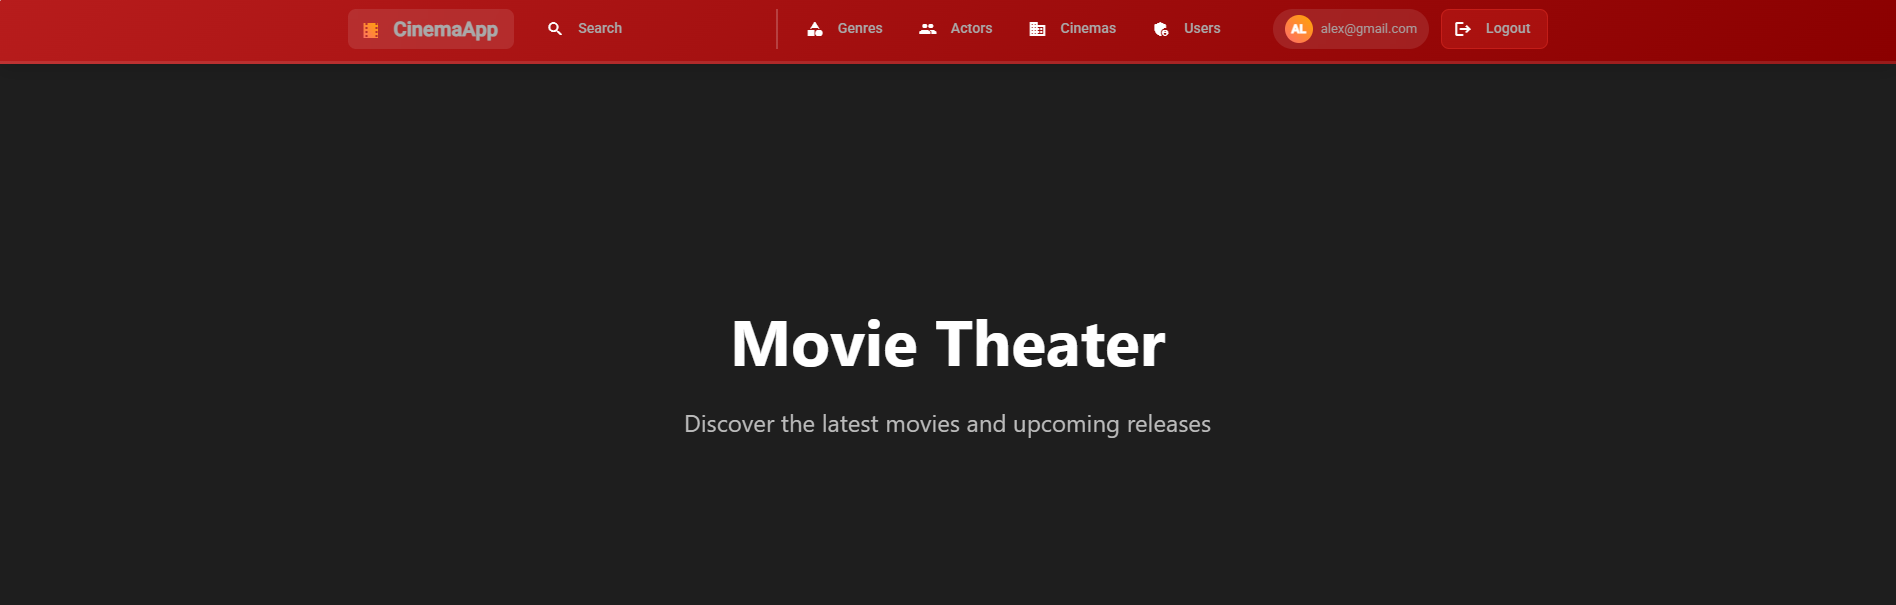 CinemaApp Search Genres Actors Cinemas Users AL alex@gmail.com Logout
Movie Theater
Discover the latest movies and upcoming releases